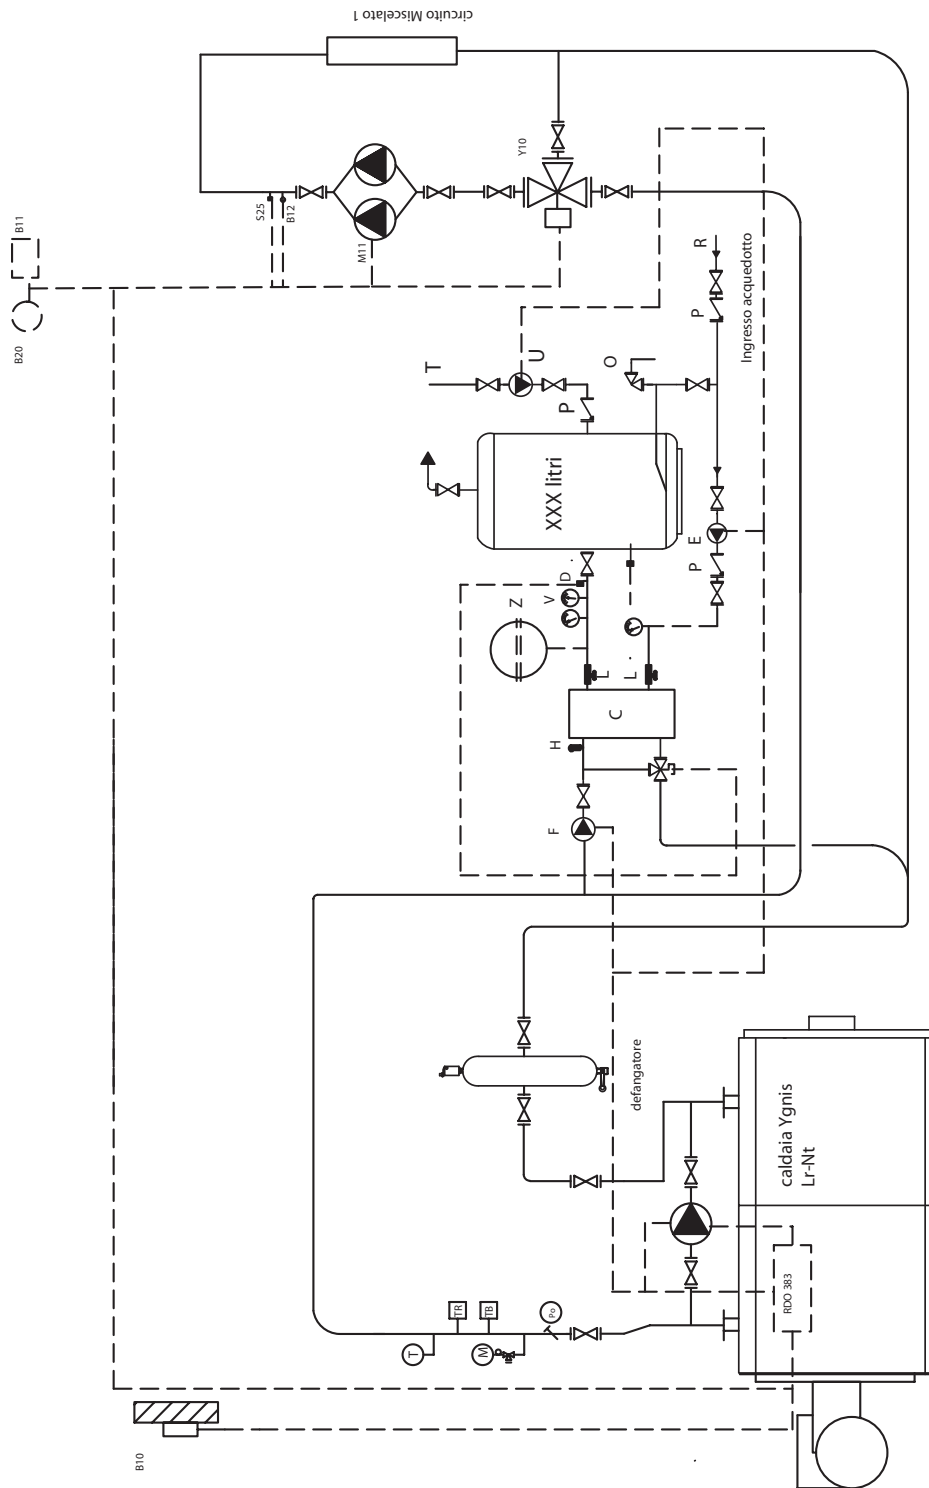 circuito Miscelato 1
B11
B20
S25
B12
M11
Y10
T
U
P
O
R
P
Ingresso acquedotto
XXX litri
E
P
D
V
Z
L
L
C
H
F
defangatore
caldaia Ygnis
Lr-Nt
RDO 383
TR
TB
T
M
Po
B10